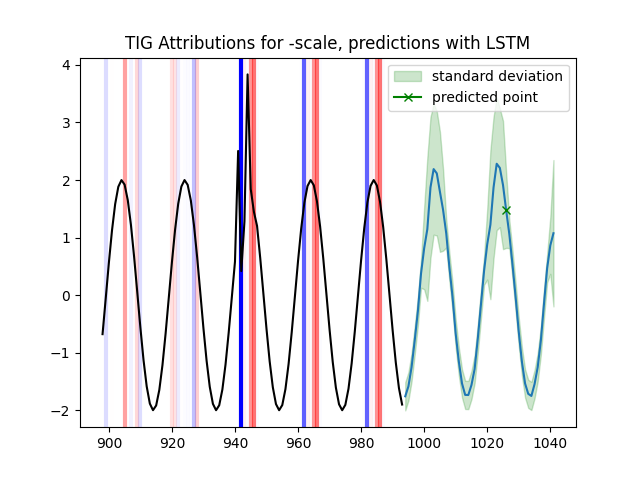 TIG Attributions for -scale, predictions with LSTM
standard deviation
predicted point
4
3
2
1
0
−1
−2
900 920 940 960 980 1000 1020 1040